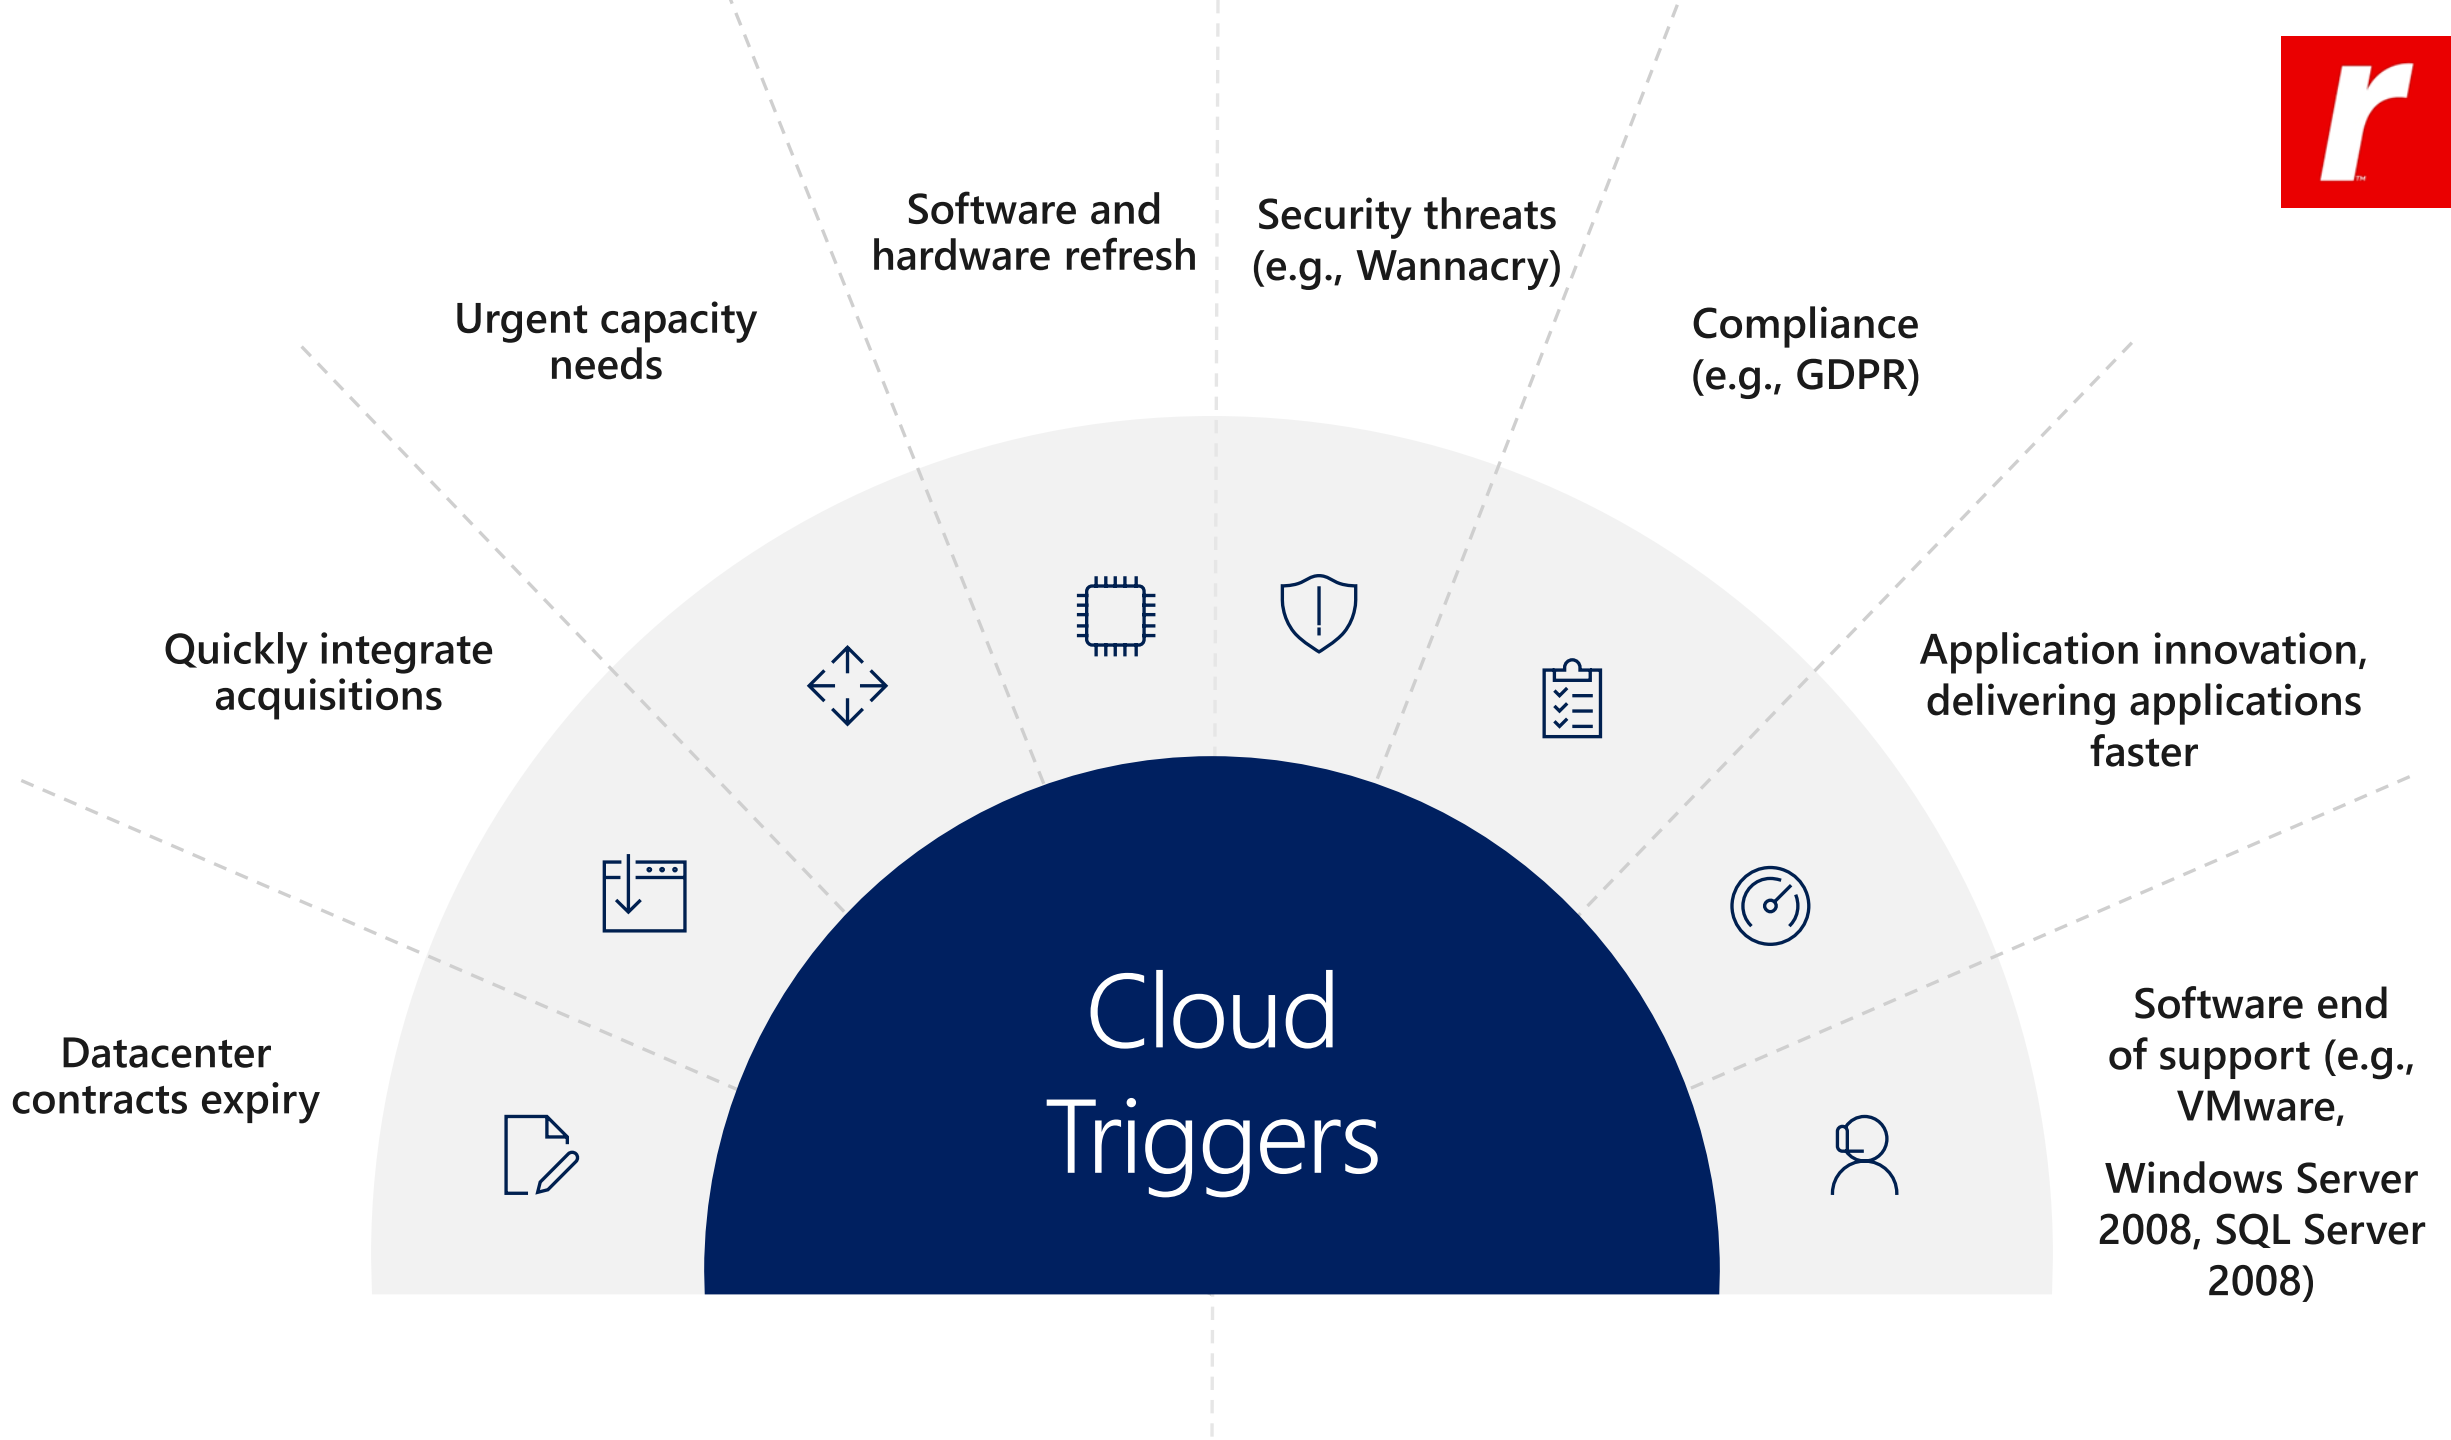 r
Software and
hardware refresh
Security threats
(e.g., Wannacry)
Urgent capacity
needs
Compliance
(e.g., GDPR)
Quickly integrate
acquisitions
Application innovation,
delivering applications
faster
Datacenter
contracts expiry
Cloud
Triggers
Software end
of support (e.g.,
VMware,
Windows Server
2008, SQL Server
2008)